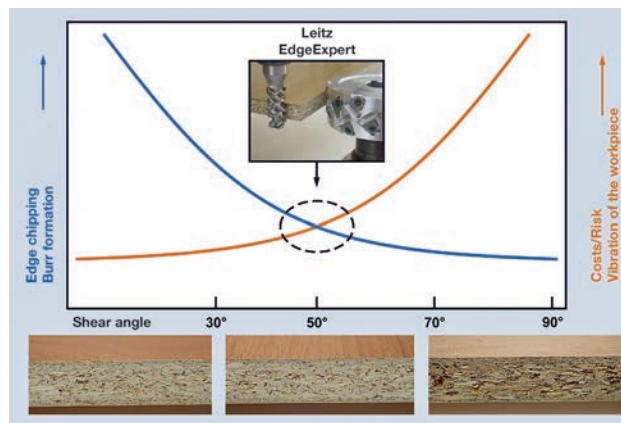 Leitz
EdgeExpert
Edge chipping
Burr formation
Costs/Risk
Vibration of the workpiece
Shear angle 30° 50° 70° 90°